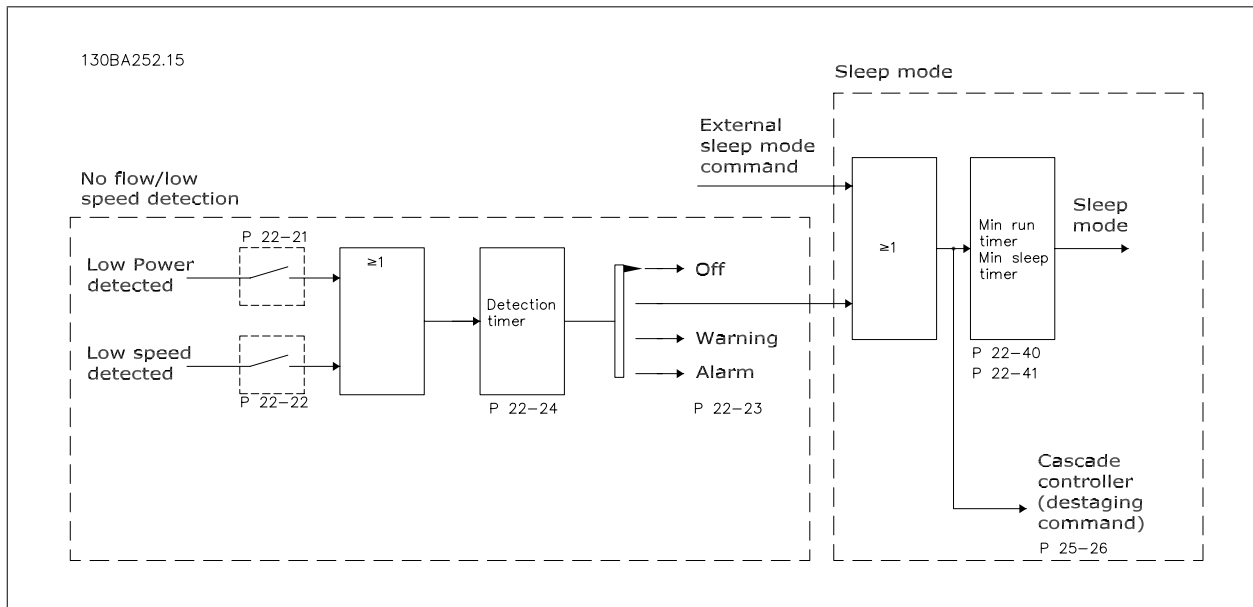 130BA252.15
Sleep mode
External
sleep mode
command
No flow/low
speed detection
P 22-21
Low Power
detected
≥1
Low speed
detected
P 22-22
Detection
timer
P 22-24
Off
Warning
Alarm
P 22-23
≥1
Min run
timer
Min sleep
timer
P 22-40
P 22-41
Sleep
mode
Cascade
controller
(destaging
command)
P 25-26